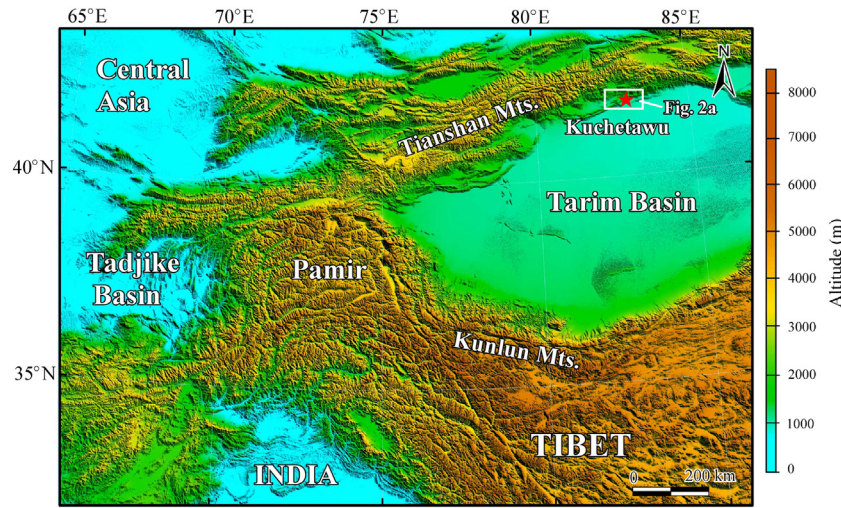 65°E
70°E
75°E
80°E
85°E
Central
Asia
N
Tianshan Mts.
Fig. 2a
Kuchetawu
40°N
Tarim Basin
Tadjike
Basin
Pamir
Kunlun Mts.
35°N
TIBET
INDIA
0
200 km
8000
7000
6000
5000
4000
3000
2000
1000
0
Altitude (m)